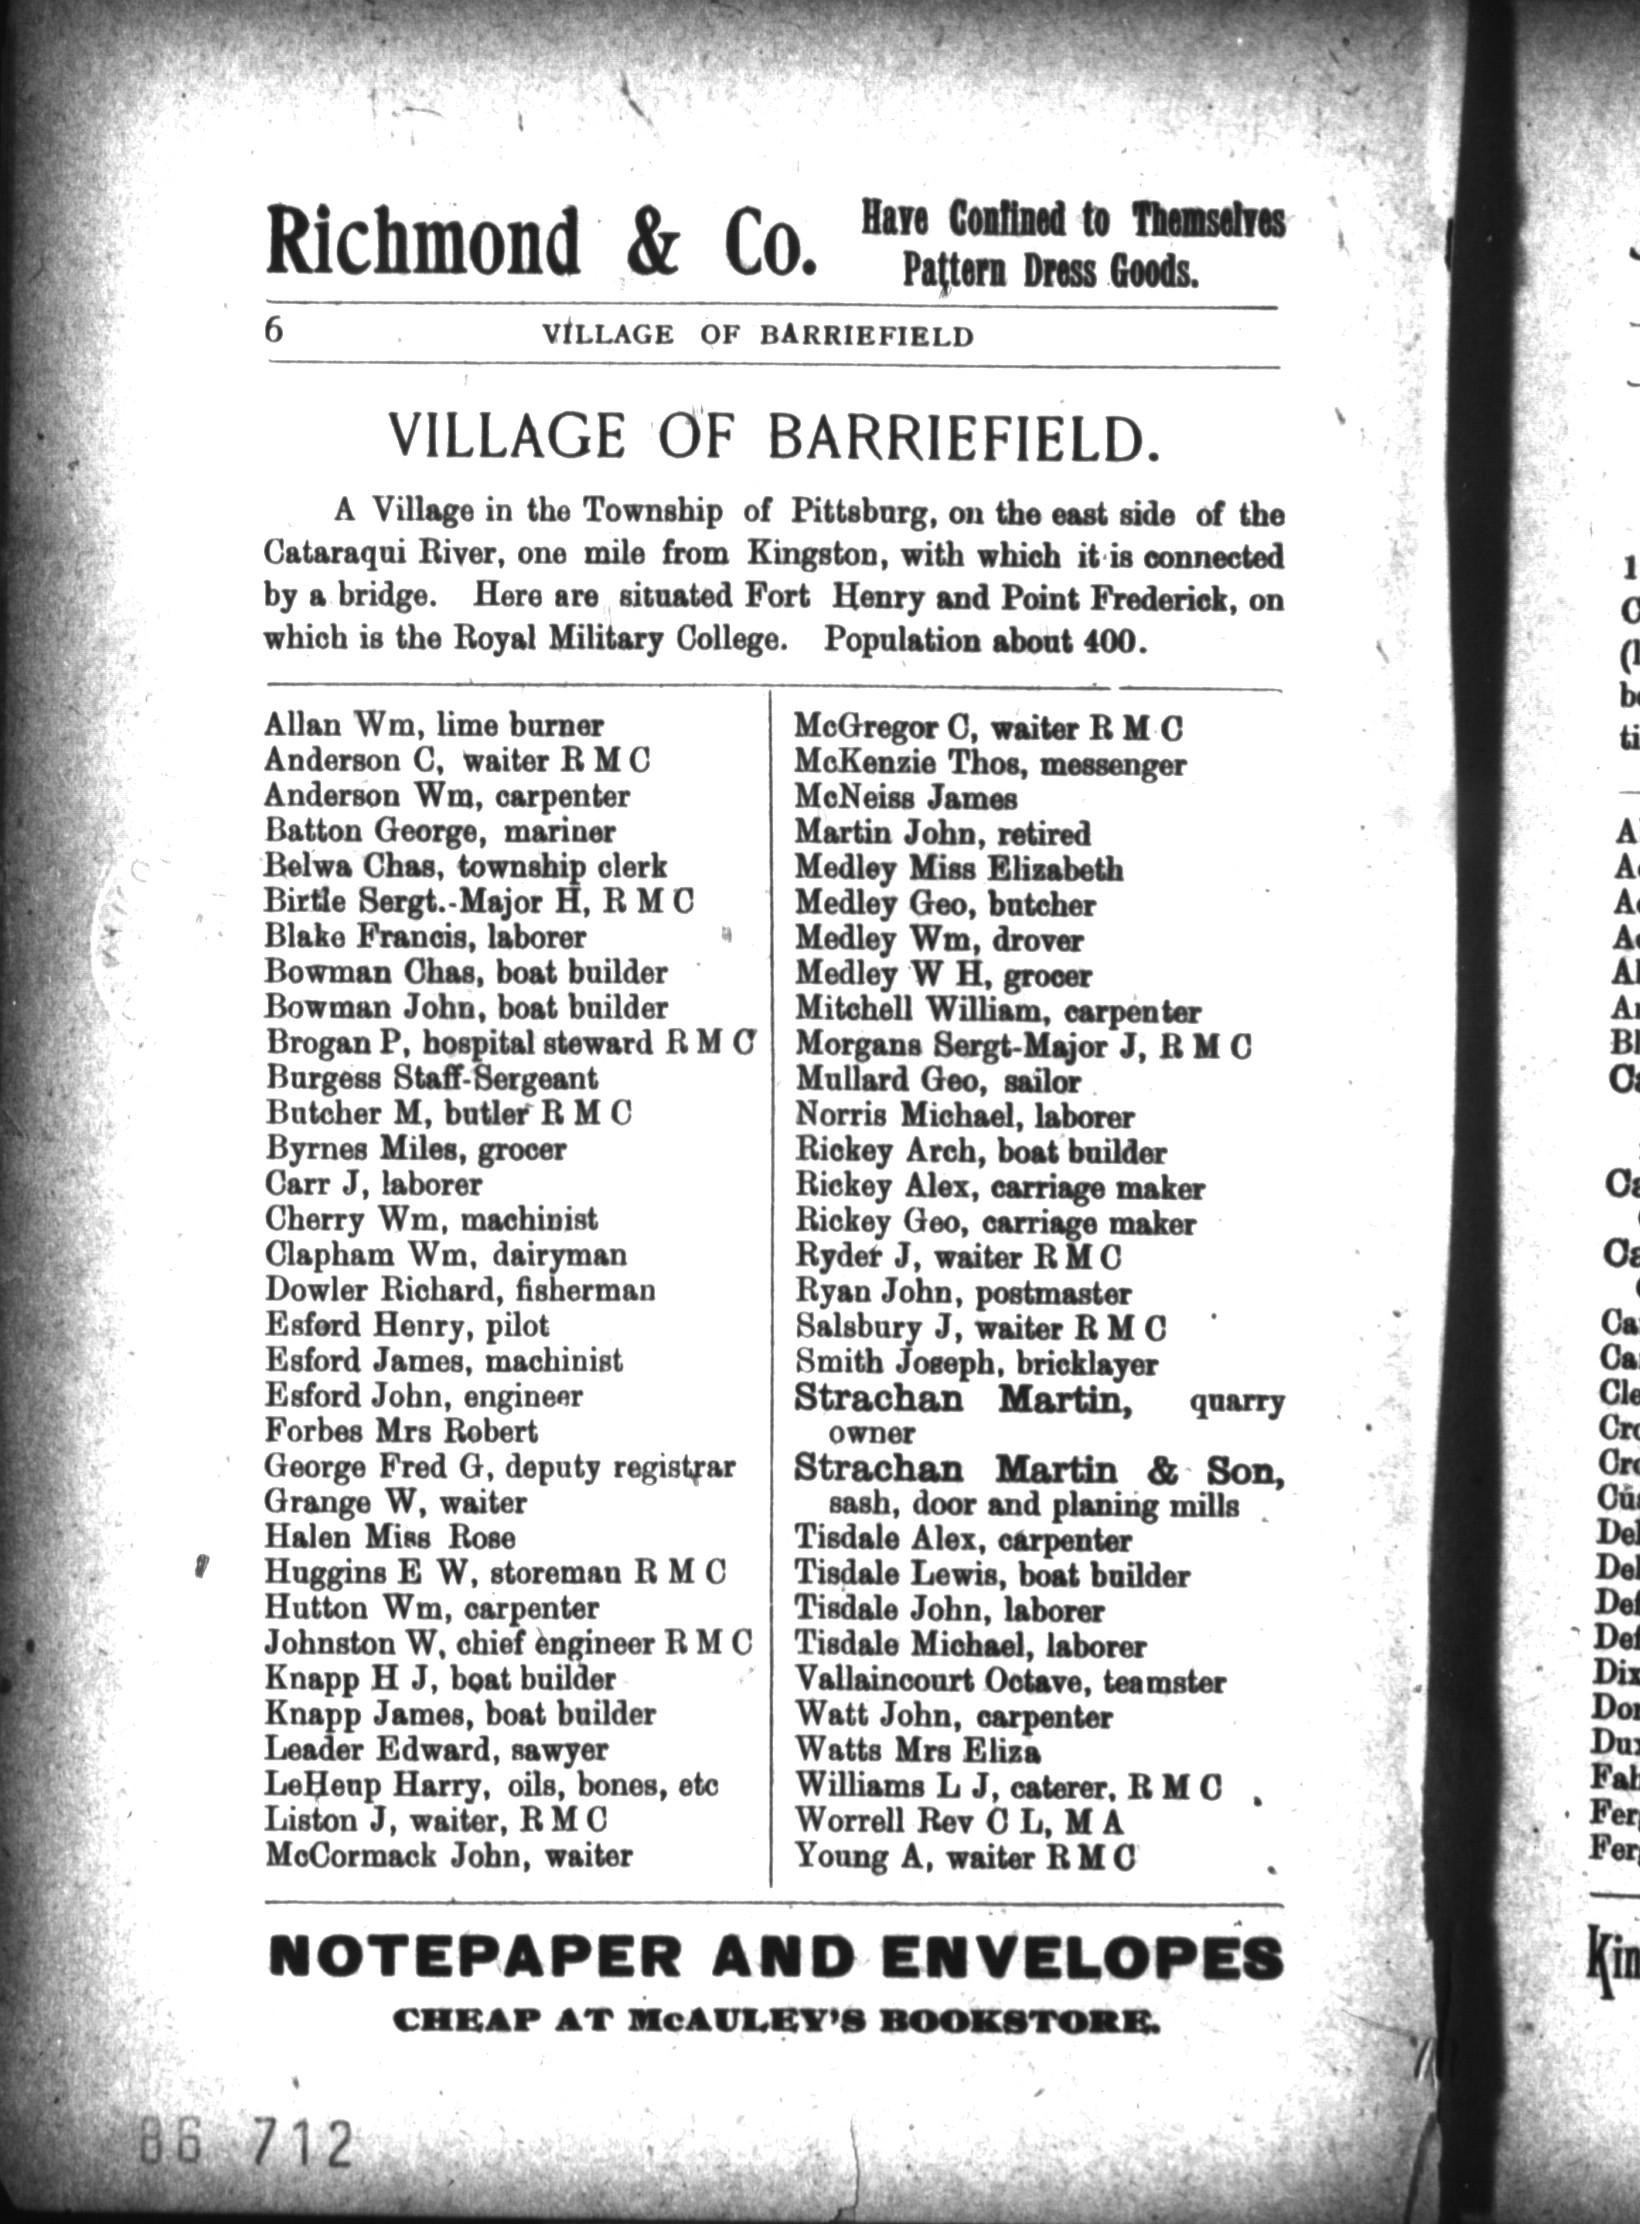 Richmond & Co. Have Confined to Themselves
Pattern Dress Goods.
6 VILLAGE OF BARRIEFIELD
VILLAGE OF BARRIEFIELD.
A Village in the Township of Pittsburg, on the east side of the
Cataraqui River, one mile from Kingston, with which it is connected
by a bridge. Here are situated Fort Henry and Point Frederick, on
which is the Royal Military College. Population about 400.
Allan Wm, lime burner
Anderson C, waiter R M C
Anderson Wm, carpenter
Batton George, mariner
Belwa Chas, township clerk
Birtle Sergt.-Major H, R M C
Blake Francis, laborer
Bowman Chas, boat builder
Bowman John, boat builder
Brogan P, hospital steward R M C
Burgess Staff-Sergeant
Butcher M, butler R M C
Byrnes Miles, grocer
Carr J, laborer
Cherry Wm, machinist
Clapham Wm, dairyman
Dowler Richard, fisherman
Esford Henry, pilot
Esford James, machinist
Esford John, engineer
Forbes Mrs Robert
George Fred G, deputy registrar
Grange W, waiter
Halen Miss Rose
Huggins E W, storeman R M C
Hutton Wm, carpenter
Johnston W, chief engineer R M C
Knapp H J, boat builder
Knapp James, boat builder
Leader Edward, sawyer
LeHeup Harry, oils, bones, etc
Liston J, waiter, R M C
McCormack John, waiter
McGregor C, waiter R M C
McKenzie Thos, messenger
McNeiss James
Martin John, retired
Medley Miss Elizabeth
Medley Geo, butcher
Medley Wm, drover
Medley W H, grocer
Mitchell William, carpenter
Morgans Sergt-Major J, R M C
Mullard Geo, sailor
Norris Michael, laborer
Rickey Arch, boat builder
Rickey Alex, carriage maker
Rickey Geo, carriage maker
Ryder J, waiter R M C
Ryan John, postmaster
Salsbury J, waiter R M C
Smith Joseph, bricklayer
Strachan Martin, quarry
owner
Strachan Martin & Son,
sash, door and planing mills
Tisdale Alex, carpenter
Tisdale Lewis, boat builder
Tisdale John, laborer
Tisdale Michael, laborer
Vallaincourt Octave, teamster
Watt John, carpenter
Watts Mrs Eliza
Williams L J, caterer, R M C
Worrell Rev C L, M A
Young A, waiter R M C
NOTEPAPER AND ENVELOPES
CHEAP AT McAULEY'S BOOKSTORE.
86 712